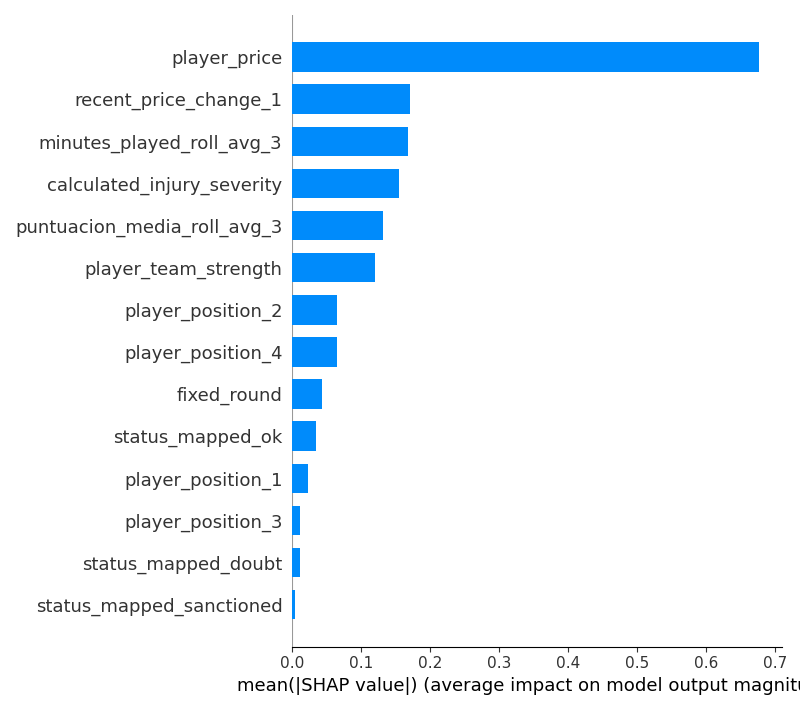 player_price
recent_price_change_1
minutes_played_roll_avg_3
calculated_injury_severity
puntuacion_media_roll_avg_3
player_team_strength
player_position_2
player_position_4
fixed_round
status_mapped_ok
player_position_1
player_position_3
status_mapped_doubt
status_mapped_sanctioned
0.0 0.1 0.2 0.3 0.4 0.5 0.6 0.7
mean(|SHAP value|) (average impact on model output magnitu